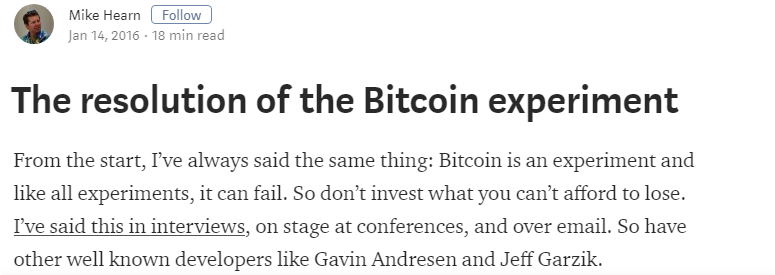 Mike Hearn Follow
Jan 14, 2016 · 18 min read
The resolution of the Bitcoin experiment
From the start, I’ve always said the same thing: Bitcoin is an experiment and
like all experiments, it can fail. So don’t invest what you can’t afford to lose.
I’ve said this in interviews, on stage at conferences, and over email. So have
other well known developers like Gavin Andresen and Jeff Garzik.